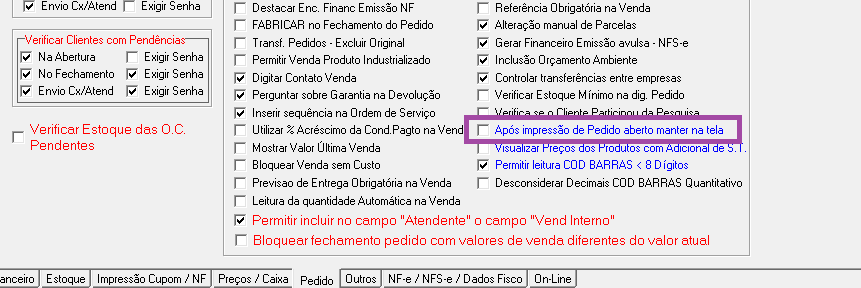 Envio Cx/Atend
Exigir Senha
Verificar Clientes com Pendências
Na Abertura
Exigir Senha
No Fechamento
Exigir Senha
Envio Cx/Atend
Exigir Senha
Verificar Estoque das O.C.
Pendentes
Destacar Enc. Financ Emissão NF
FABRICAR no Fechamento do Pedido
Transf. Pedidos - Excluir Original
Permitir Venda Produto Industrializado
Digitar Contato Venda
Perguntar sobre Garantia na Devolução
Inserir sequência na Ordem de Serviço
Utilizar % Acréscimo da Cond.Pagto na Vend
Mostrar Valor Última Venda
Bloquear Venda sem Custo
Previsao de Entrega Obrigatória na Venda
Leitura da quantidade Automática na Venda
Referência Obrigatória na Venda
Alteração manual de Parcelas
Gerar Financeiro Emissão avulsa - NFS-e
Inclusão Orçamento Ambiente
Controlar transferências entre empresas
Verificar Estoque Mínimo na dig. Pedido
Verifica se o Cliente Participou da Pesquisa
Após impressão de Pedido aberto manter na tela
Visualizar Preços dos Produtos com Adicional de S.T.
Permitir leitura COD BARRAS < 8 Dígitos
Desconsiderar Decimais COD BARRAS Quantitativo
Permitir incluir no campo "Atendente" o campo "Vend Interno"
Bloquear fechamento pedido com valores de venda diferentes do valor atual
anceiro
Estoque
Impressão Cupom / NF
Preços / Caixa
Pedido
Outros
NF-e / NFS-e / Dados Fisco
On-Line